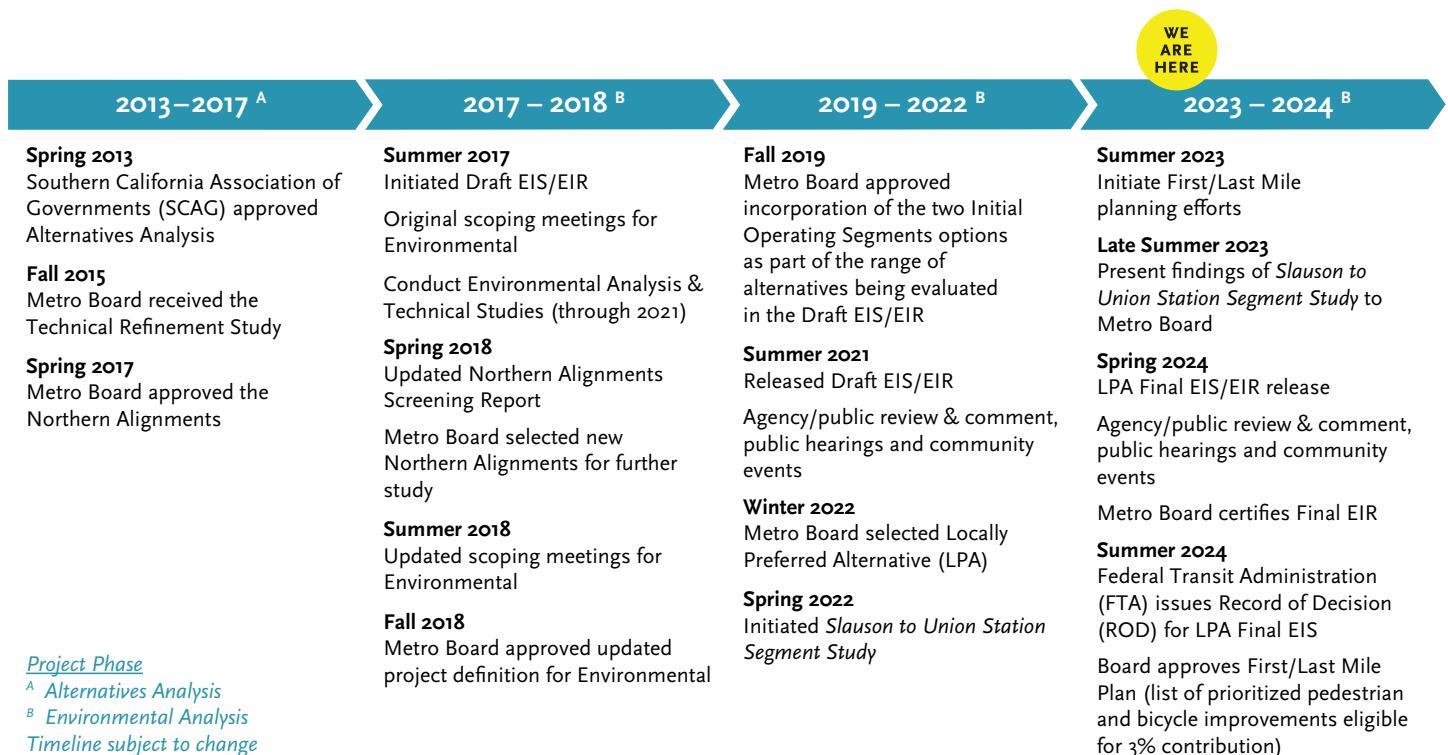 WE
ARE
HERE
2013–2017 A
2017 – 2018 B
2019 – 2022 B
2023 – 2024 B
Spring 2013
Southern California Association of
Governments (SCAG) approved
Alternatives Analysis
Fall 2015
Metro Board received the
Technical Refinement Study
Spring 2017
Metro Board approved the
Northern Alignments
Project Phase
A Alternatives Analysis
B Environmental Analysis
Timeline subject to change
Summer 2017
Initiated Draft EIS/EIR
Original scoping meetings for
Environmental
Conduct Environmental Analysis &
Technical Studies (through 2021)
Spring 2018
Updated Northern Alignments
Screening Report
Metro Board selected new
Northern Alignments for further
study
Summer 2018
Updated scoping meetings for
Environmental
Fall 2018
Metro Board approved updated
project definition for Environmental
Fall 2019
Metro Board approved
incorporation of the two Initial
Operating Segments options
as part of the range of
alternatives being evaluated
in the Draft EIS/EIR
Summer 2021
Released Draft EIS/EIR
Agency/public review & comment,
public hearings and community
events
Winter 2022
Metro Board selected Locally
Preferred Alternative (LPA)
Spring 2022
Initiated Slauson to Union Station
Segment Study
Summer 2023
Initiate First/Last Mile
planning efforts
Late Summer 2023
Present findings of Slauson to
Union Station Segment Study to
Metro Board
Spring 2024
LPA Final EIS/EIR release
Agency/public review & comment,
public hearings and community
events
Metro Board certifies Final EIR
Summer 2024
Federal Transit Administration
(FTA) issues Record of Decision
(ROD) for LPA Final EIS
Board approves First/Last Mile
Plan (list of prioritized pedestrian
and bicycle improvements eligible
for 3% contribution)